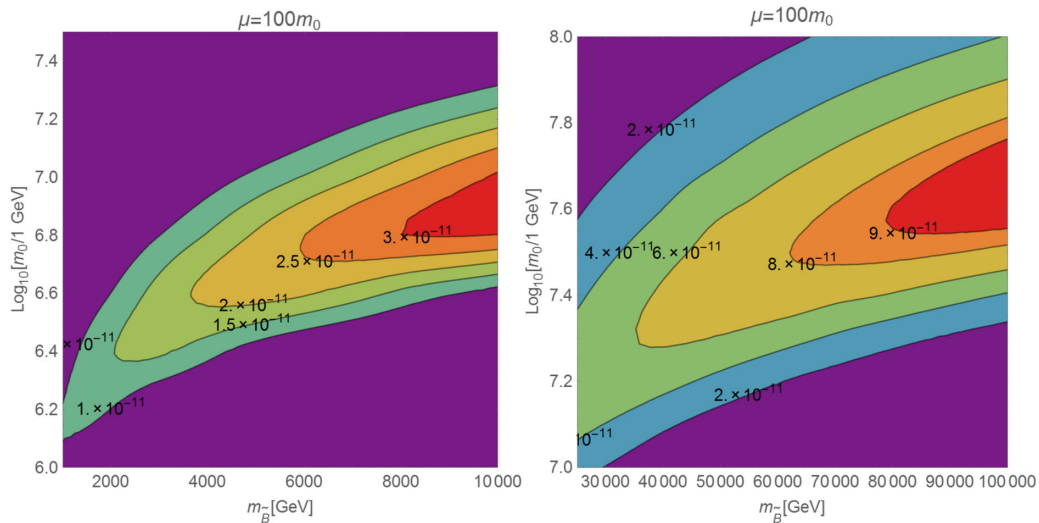 μ=100m₀
7.4
7.2
7.0
6.8
6.6
6.4
6.2
6.0
Log₁₀[m₀/1 GeV]
3. × 10⁻¹¹
2.5 × 10⁻¹¹
2. × 10⁻¹¹
1.5 × 10⁻¹¹
× 10⁻¹¹
1. × 10⁻¹¹
2000 4000 6000 8000 10 000
m_B̃[GeV]
μ=100m₀
8.0
7.8
7.6
7.4
7.2
7.0
Log₁₀[m₀/1 GeV]
2. × 10⁻¹¹
4. × 10⁻¹¹
6. × 10⁻¹¹
9. × 10⁻¹¹
8. × 10⁻¹¹
2. × 10⁻¹¹
10⁻¹¹
30 000 40 000 50 000 60 000 70 000 80 000 90 000 100 000
m_B̃[GeV]